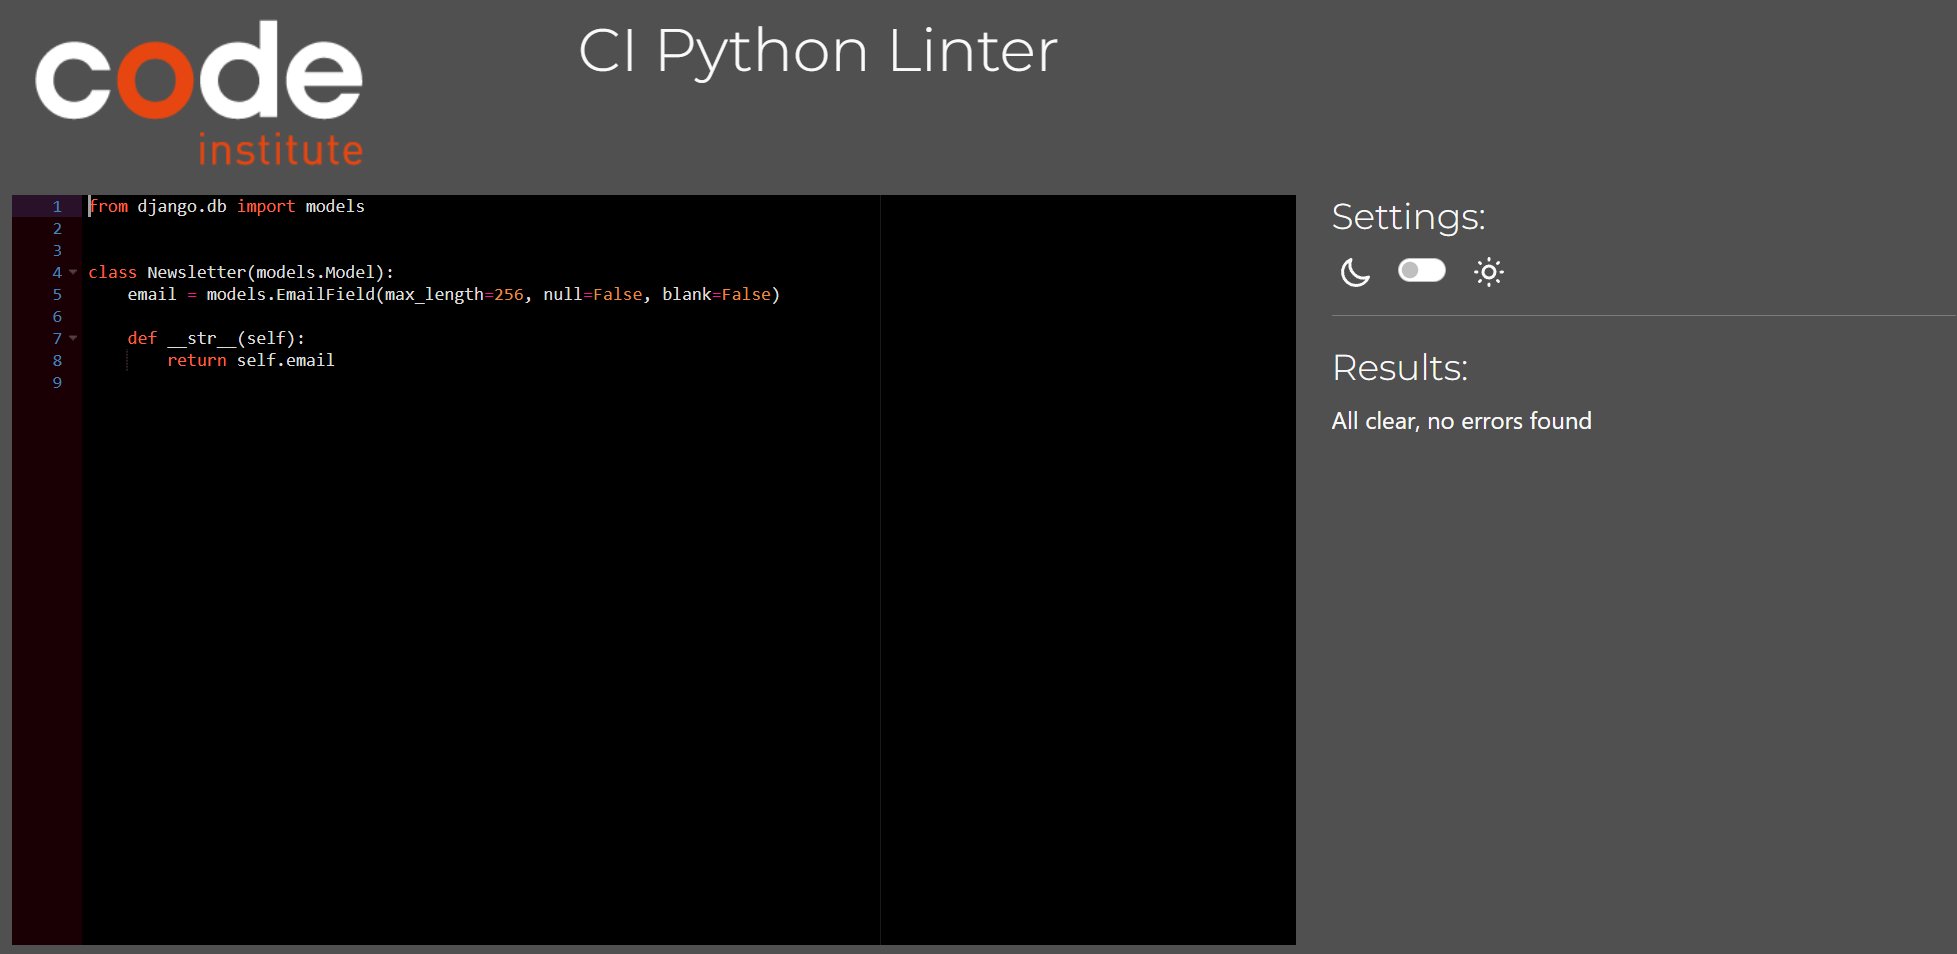 code
institute
CI Python Linter
1 from django.db import models
2
3
4 class Newsletter(models.Model):
5     email = models.EmailField(max_length=256, null=False, blank=False)
6
7     def __str__(self):
8         return self.email
9
Settings:
Results:
All clear, no errors found